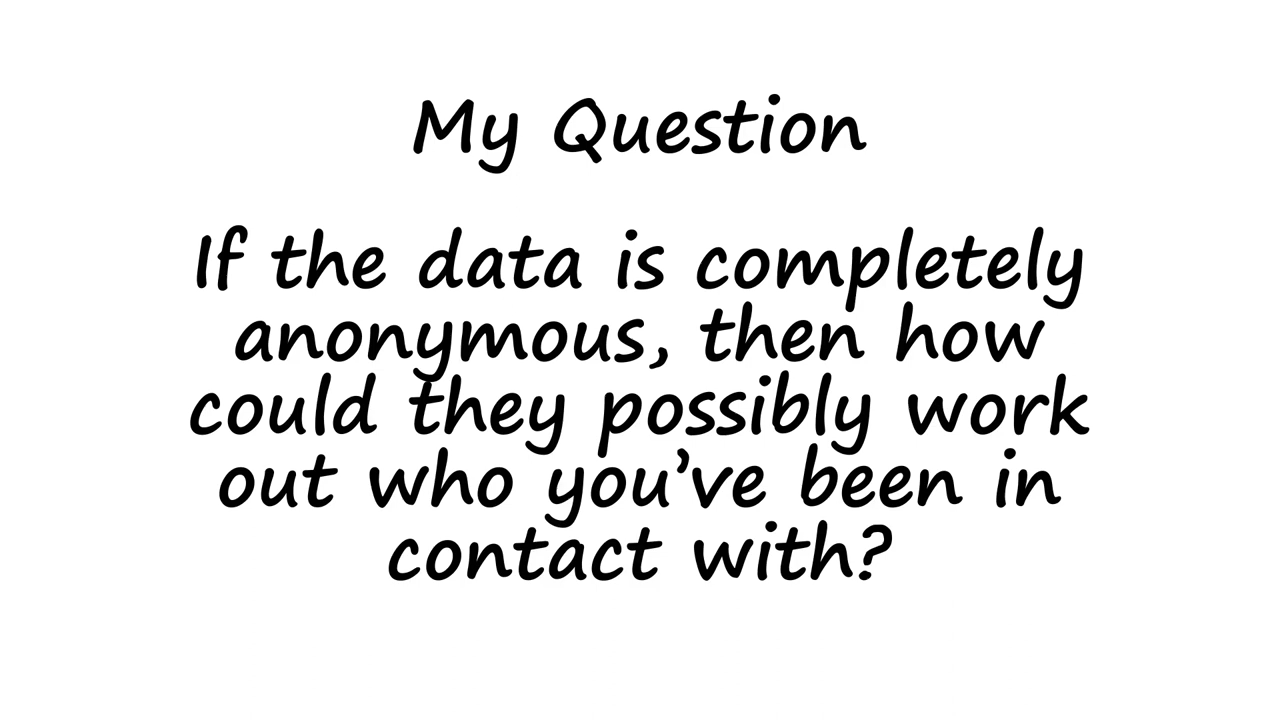 My Question
If the data is completely
anonymous, then how
could they possibly work
out who you’ve been in
contact with?